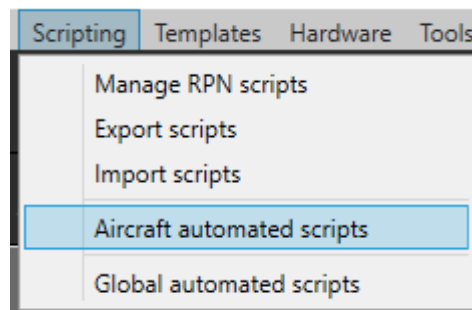 Scripting Templates Hardware Tools
Manage RPN scripts
Export scripts
Import scripts
Aircraft automated scripts
Global automated scripts